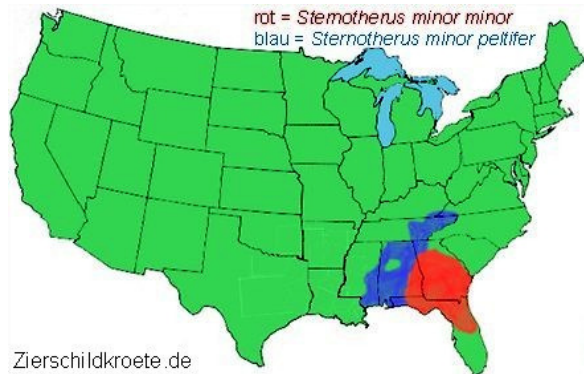 rot = Sternotherus minor minor
blau = Sternotherus minor peltifer
Zierschildkroete.de